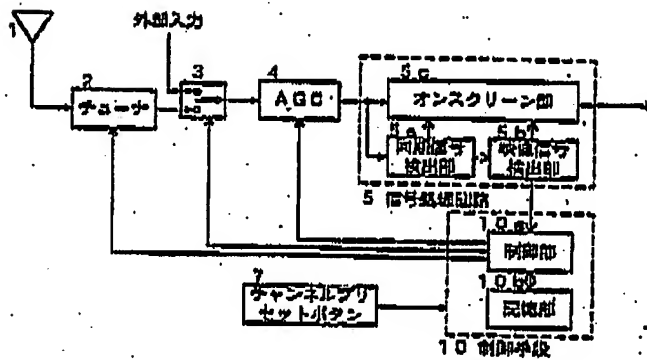 1
外部入力
2
チューナ
3
4
AGC
5c
オンスクリーン部
5a
同期信号
検出部
5b
映像信号
検出部
5 信号処理回路
10a
制御部
10b
記憶部
10 制御手段
7
チャンネルプリ
セットボタン